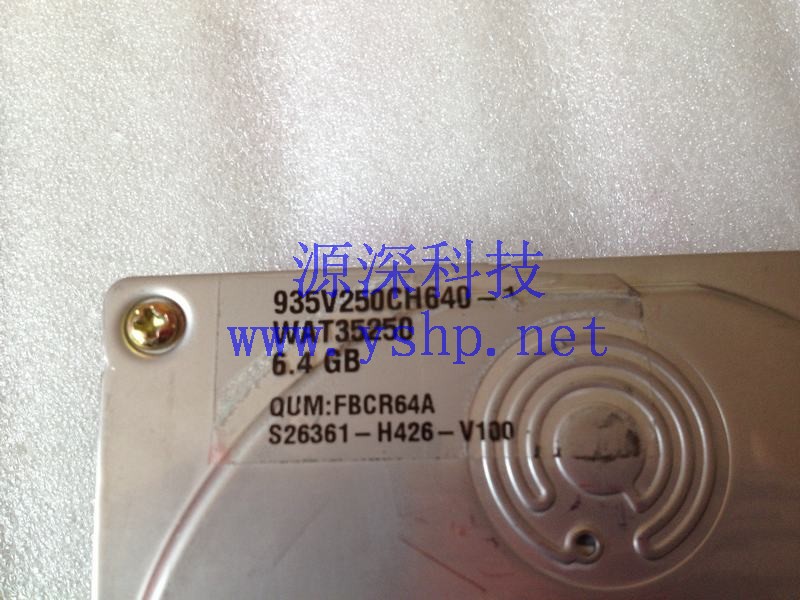 源深科技
935V250CH640-1
WAT35250
www.yshp.net
6.4 GB
QUM:FBCR64A
S26361-H426-V100